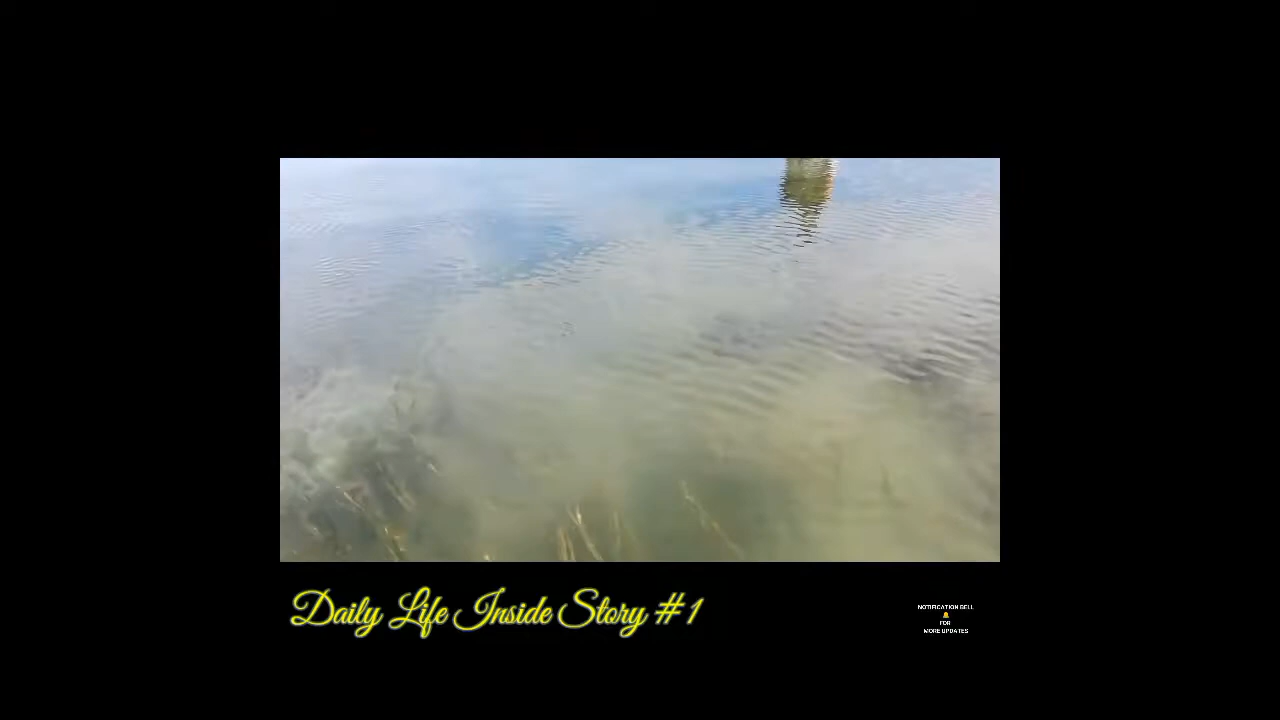 Daily Life Inside Story #1
NOTIFICATION BELL
🔔
FOR
MORE UPDATES